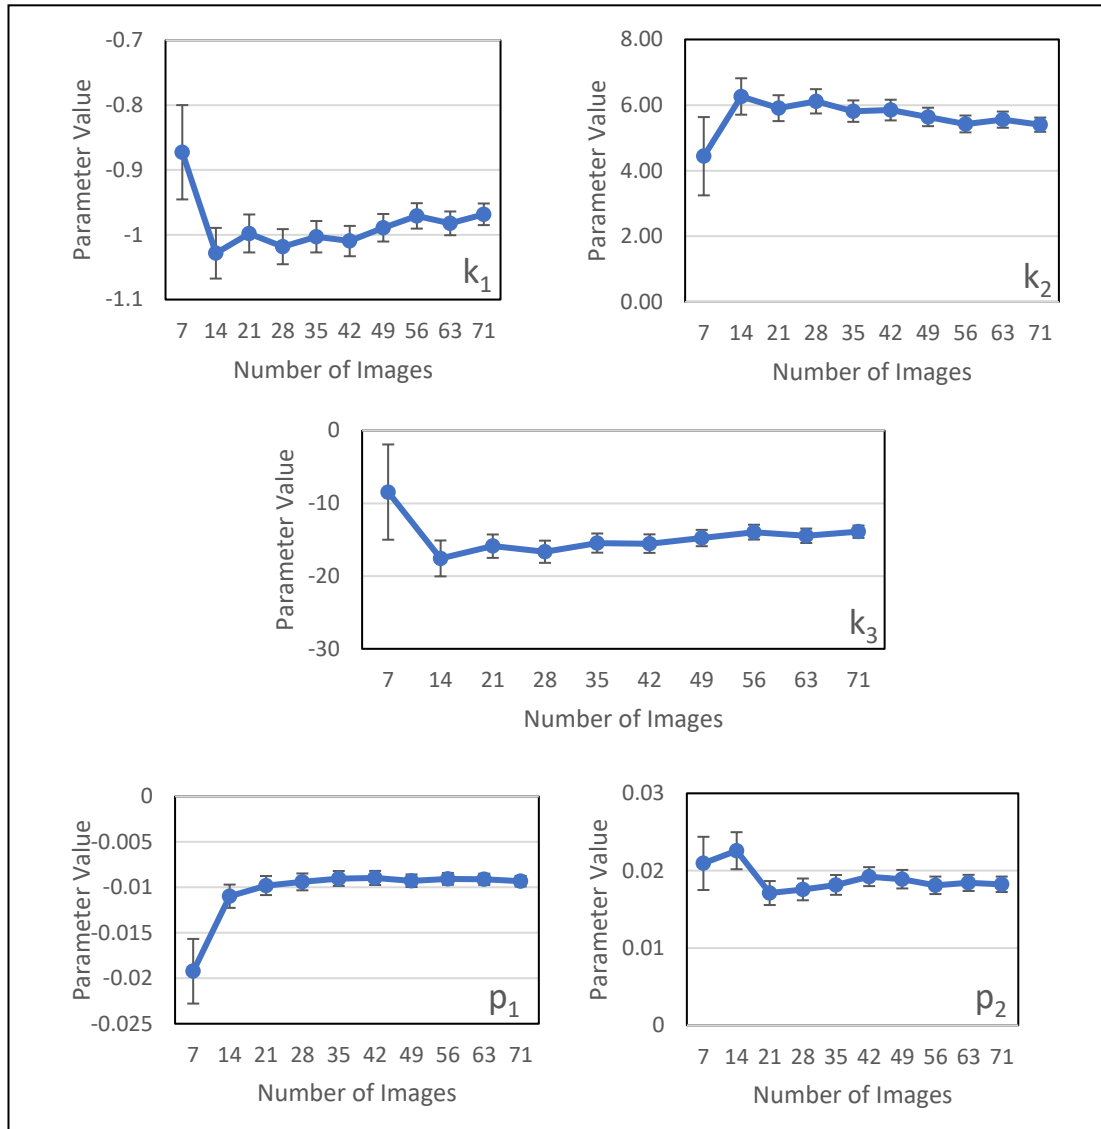 -0.7
-0.8
-0.9
-1
-1.1
Parameter Value
k₁
7 14 21 28 35 42 49 56 63 71
Number of Images
8.00
6.00
4.00
2.00
0.00
Parameter Value
k₂
7 14 21 28 35 42 49 56 63 71
Number of Images
0
-10
-20
-30
Parameter Value
k₃
7 14 21 28 35 42 49 56 63 71
Number of Images
0
-0.005
-0.01
-0.015
-0.02
-0.025
Parameter Value
p₁
7 14 21 28 35 42 49 56 63 71
Number of Images
0.03
0.02
0.01
0
Parameter Value
p₂
7 14 21 28 35 42 49 56 63 71
Number of Images